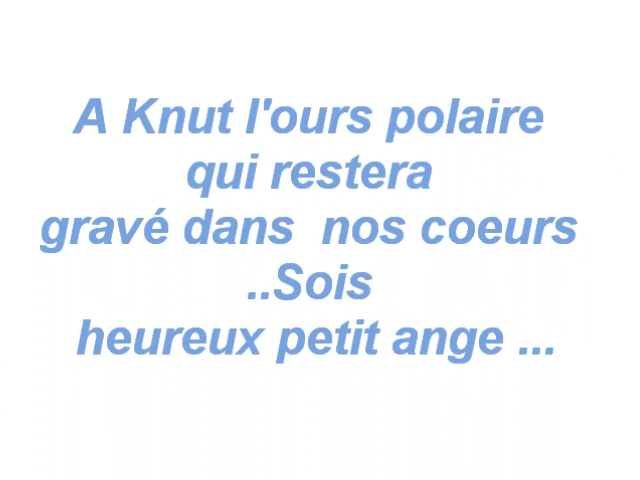 A Knut l'ours polaire
qui restera
gravé dans  nos coeurs
..Sois
heureux petit ange ...